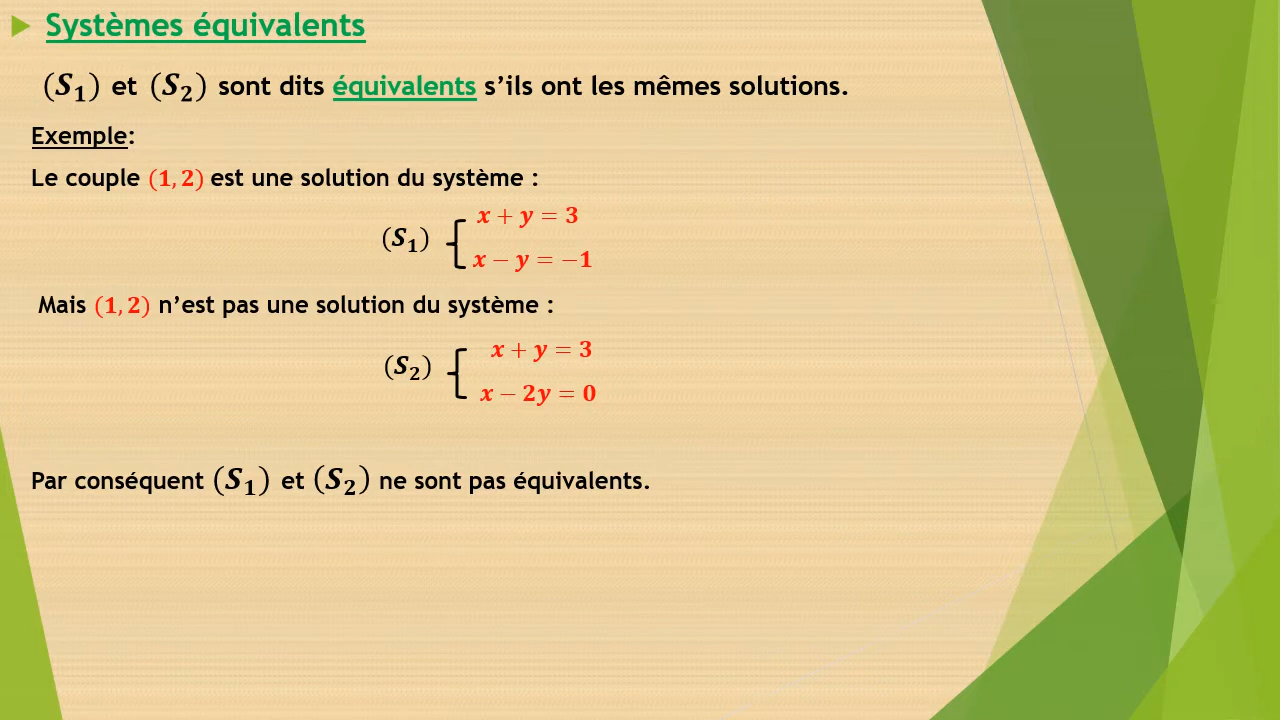 Systèmes équivalents
(S₁) et (S₂) sont dits équivalents s’ils ont les mêmes solutions.
Exemple:
Le couple (1, 2) est une solution du système :
x + y = 3
(S₁) {
x − y = −1
Mais (1, 2) n’est pas une solution du système :
x + y = 3
(S₂) {
x − 2y = 0
Par conséquent (S₁) et (S₂) ne sont pas équivalents.